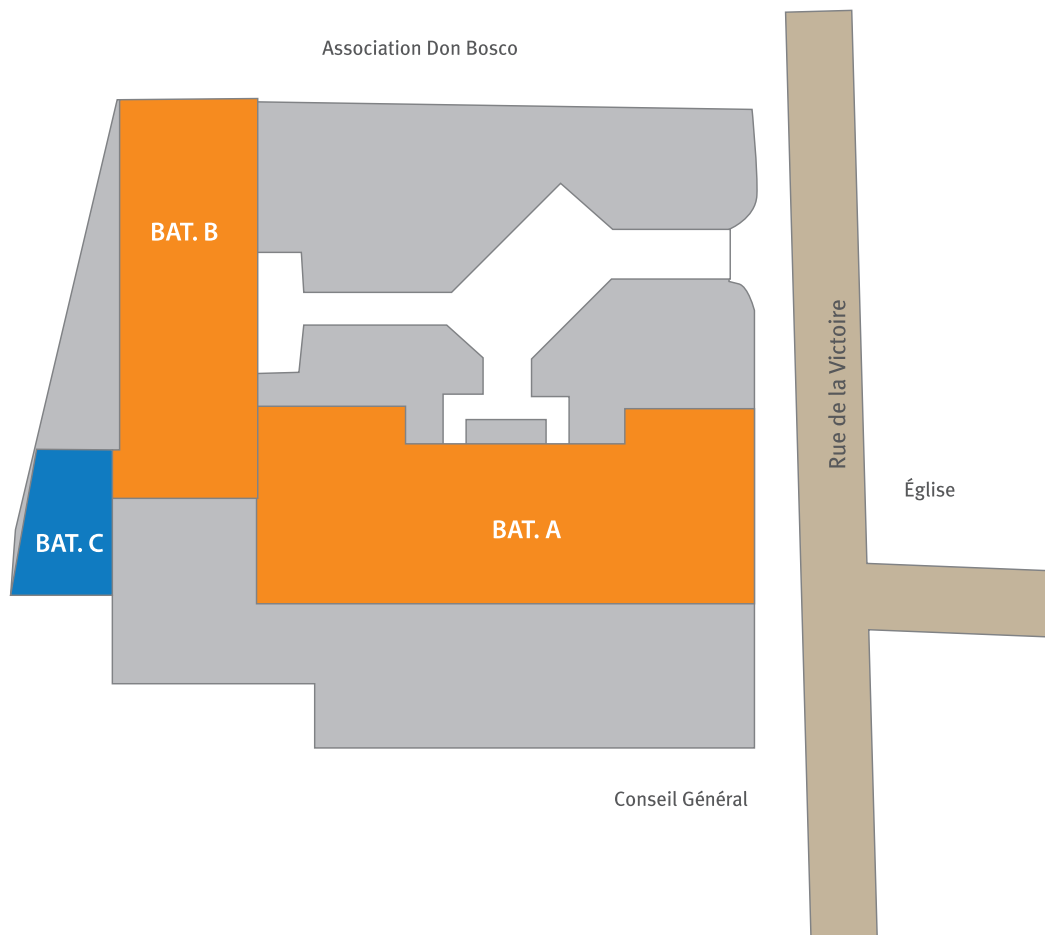 Association Don Bosco
BAT. B
Rue de la Victoire
Église
BAT. A
BAT. C
Conseil Général